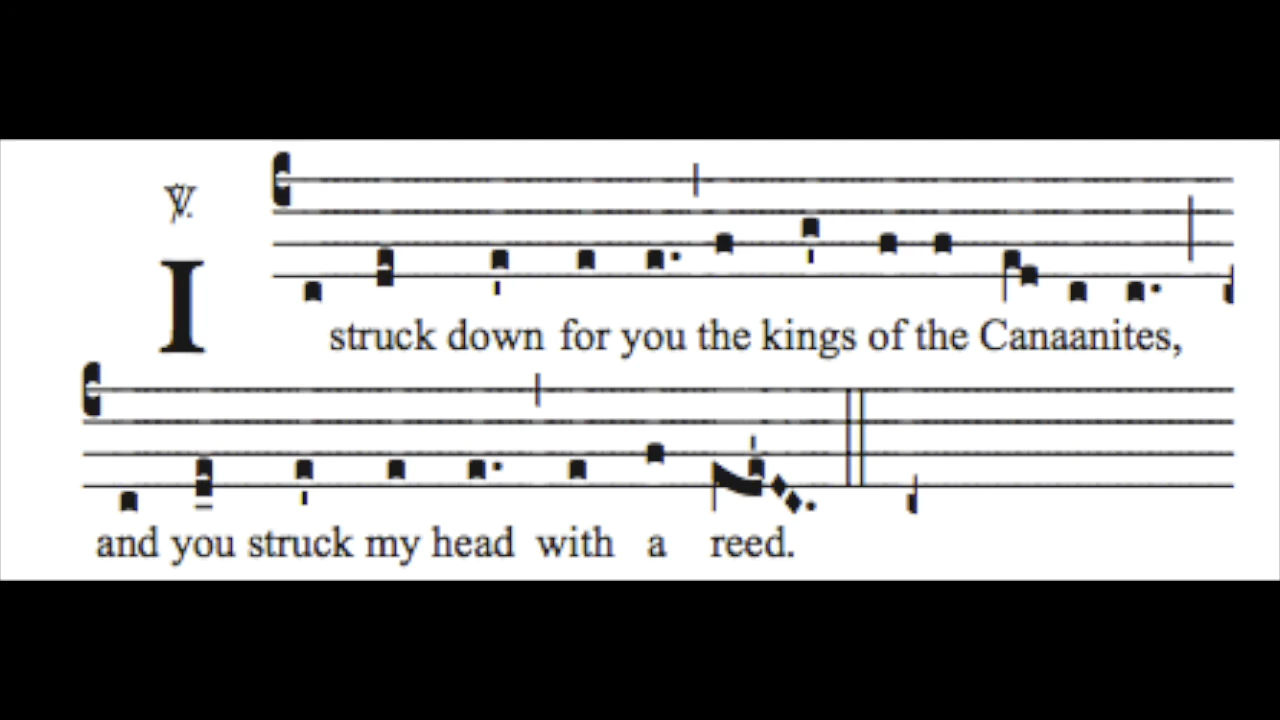 ℣.
I struck down for you the kings of the Canaanites,
and you struck my head with a reed.